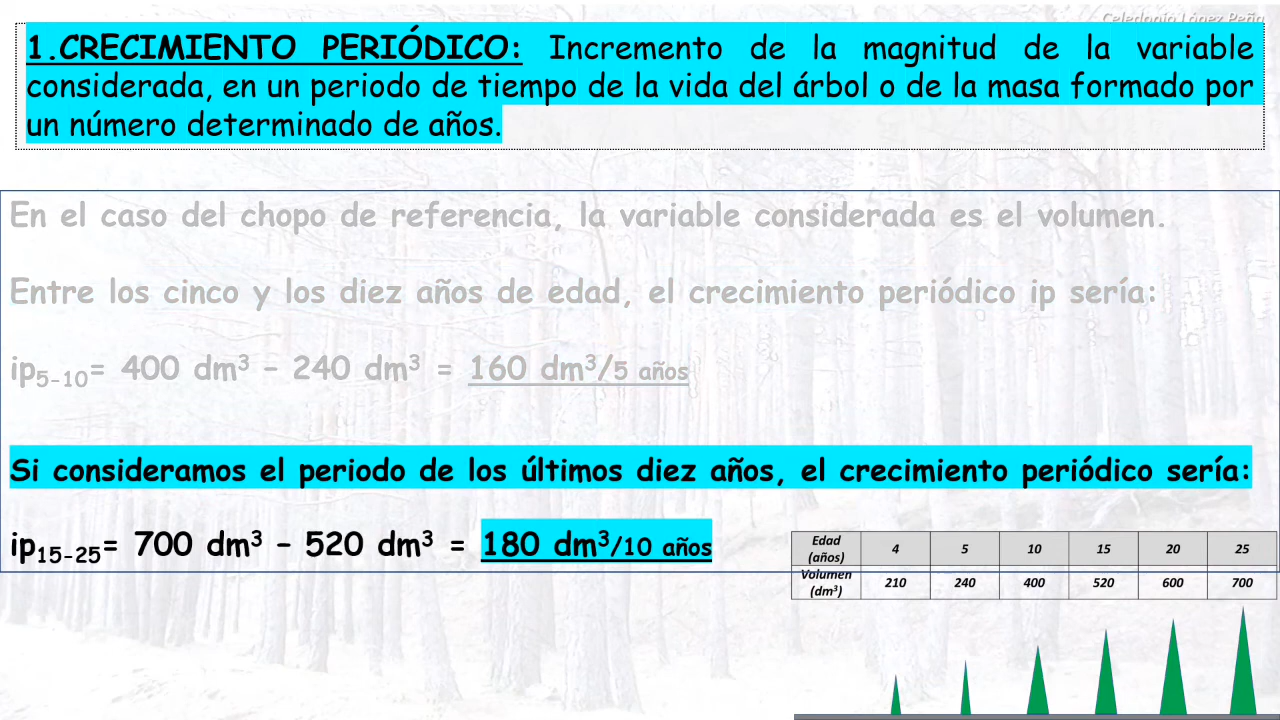 Celedonio López Peña
1.CRECIMIENTO PERIÓDICO: Incremento de la magnitud de la variable
considerada, en un periodo de tiempo de la vida del árbol o de la masa formado por
un número determinado de años.
En el caso del chopo de referencia, la variable considerada es el volumen.
Entre los cinco y los diez años de edad, el crecimiento periódico ip sería:
ip5-10= 400 dm³ – 240 dm³ = 160 dm³/5 años
Si consideramos el periodo de los últimos diez años, el crecimiento periódico sería:
ip15-25= 700 dm³ – 520 dm³ = 180 dm³/10 años
Edad (años) 4 5 10 15 20 25
Volumen (dm³) 210 240 400 520 600 700